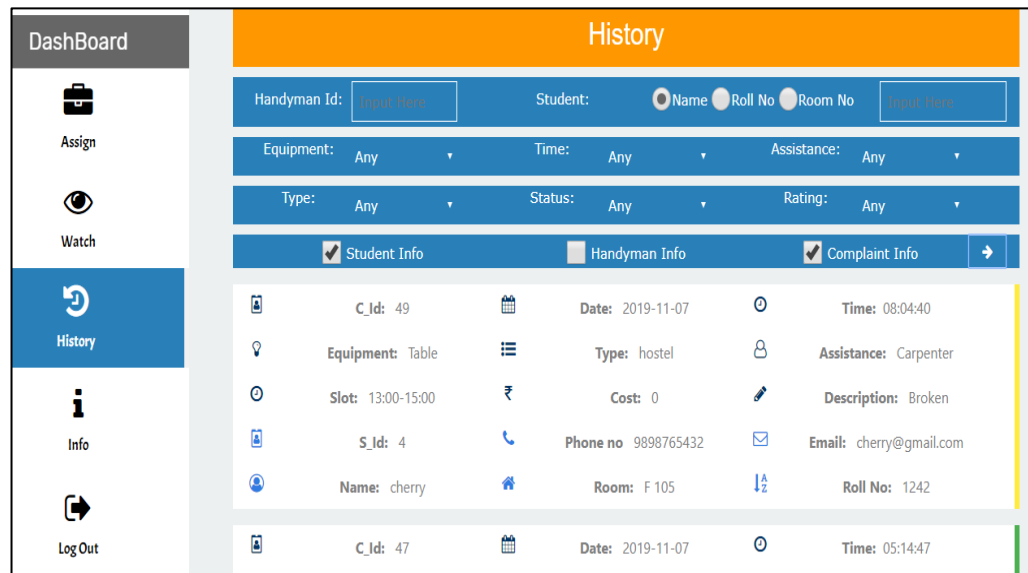 DashBoard
Assign
Watch
History
Info
Log Out
History
Handyman Id: Input Here Student: Name Roll No Room No Input Here
Equipment: Any Time: Any Assistance: Any
Type: Any Status: Any Rating: Any
Student Info Handyman Info Complaint Info
C_Id: 49 Date: 2019-11-07 Time: 08:04:40
Equipment: Table Type: hostel Assistance: Carpenter
Slot: 13:00-15:00 ₹ Cost: 0 Description: Broken
S_Id: 4 Phone no 9898765432 Email: cherry@gmail.com
Name: cherry Room: F 105 Roll No: 1242
C_Id: 47 Date: 2019-11-07 Time: 05:14:47